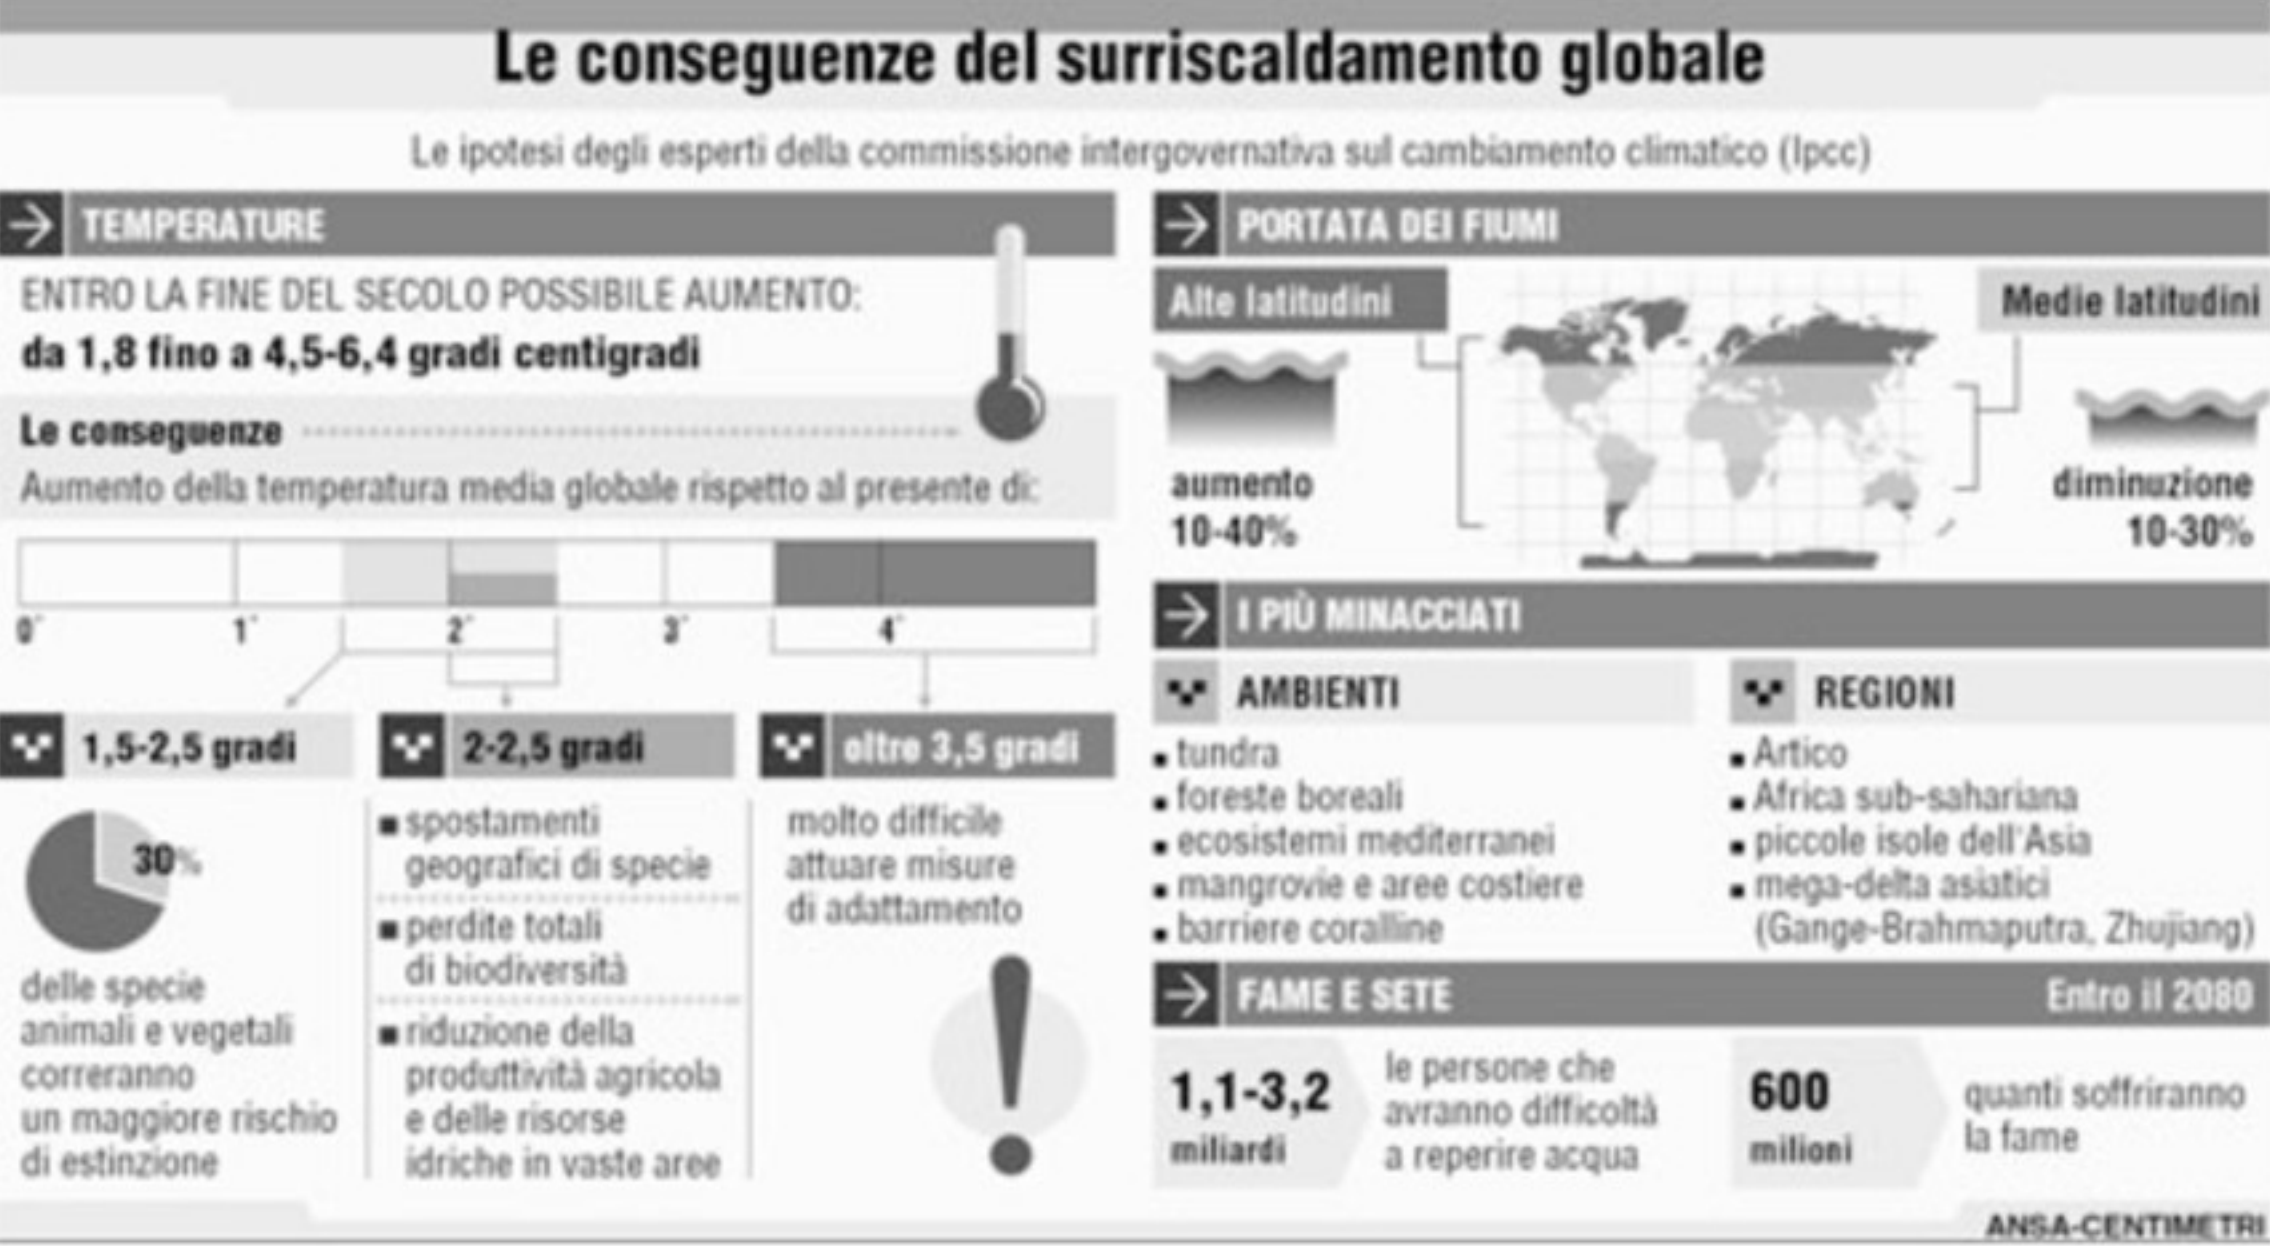 Le conseguenze del surriscaldamento globale
Le ipotesi degli esperti della commissione intergovernativa sul cambiamento climatico (Ipcc)
TEMPERATURE
ENTRO LA FINE DEL SECOLO POSSIBILE AUMENTO:
da 1,8 fino a 4,5-6,4 gradi centigradi
Le conseguenze
Aumento della temperatura media globale rispetto al presente di:
0° 1° 2° 3° 4°
1,5-2,5 gradi
30%
delle specie
animali e vegetali
correranno
un maggiore rischio
di estinzione
2-2,5 gradi
spostamenti
geografici di specie
perdite totali
di biodiversità
riduzione della
produttività agricola
e delle risorse
idriche in vaste aree
oltre 3,5 gradi
molto difficile
attuare misure
di adattamento
PORTATA DEI FIUMI
Alte latitudini
aumento
10-40%
Medie latitudini
diminuzione
10-30%
I PIÙ MINACCIATI
AMBIENTI
tundra
foreste boreali
ecosistemi mediterranei
mangrovie e aree costiere
barriere coralline
REGIONI
Artico
Africa sub-sahariana
piccole isole dell'Asia
mega-delta asiatici
(Gange-Brahmaputra, Zhujiang)
FAME E SETE
Entro il 2080
1,1-3,2
miliardi
le persone che
avranno difficoltà
a reperire acqua
600
milioni
quanti soffriranno
la fame
ANSA-CENTIMETRI